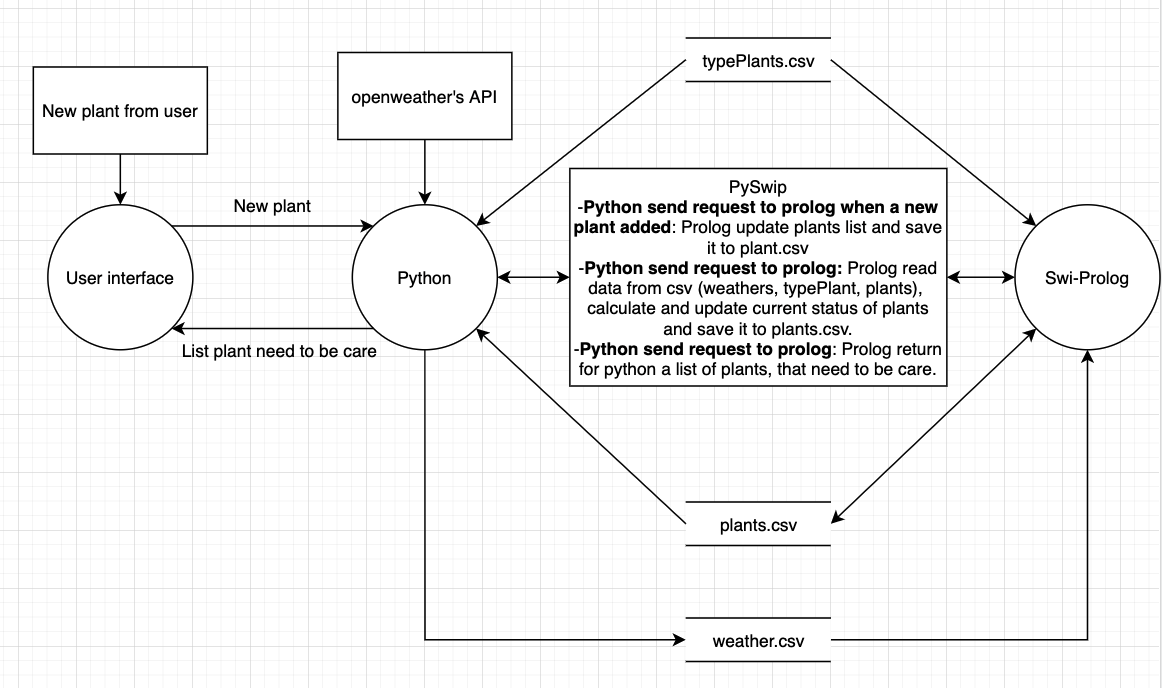 typePlants.csv
New plant from user
openweather's API
New plant
User interface
Python
List plant need to be care
PySwip
-Python send request to prolog when a new
plant added: Prolog update plants list and save
it to plant.csv
-Python send request to prolog: Prolog read
data from csv (weathers, typePlant, plants),
calculate and update current status of plants
and save it to plants.csv.
-Python send request to prolog: Prolog return
for python a list of plants, that need to be care.
Swi-Prolog
plants.csv
weather.csv